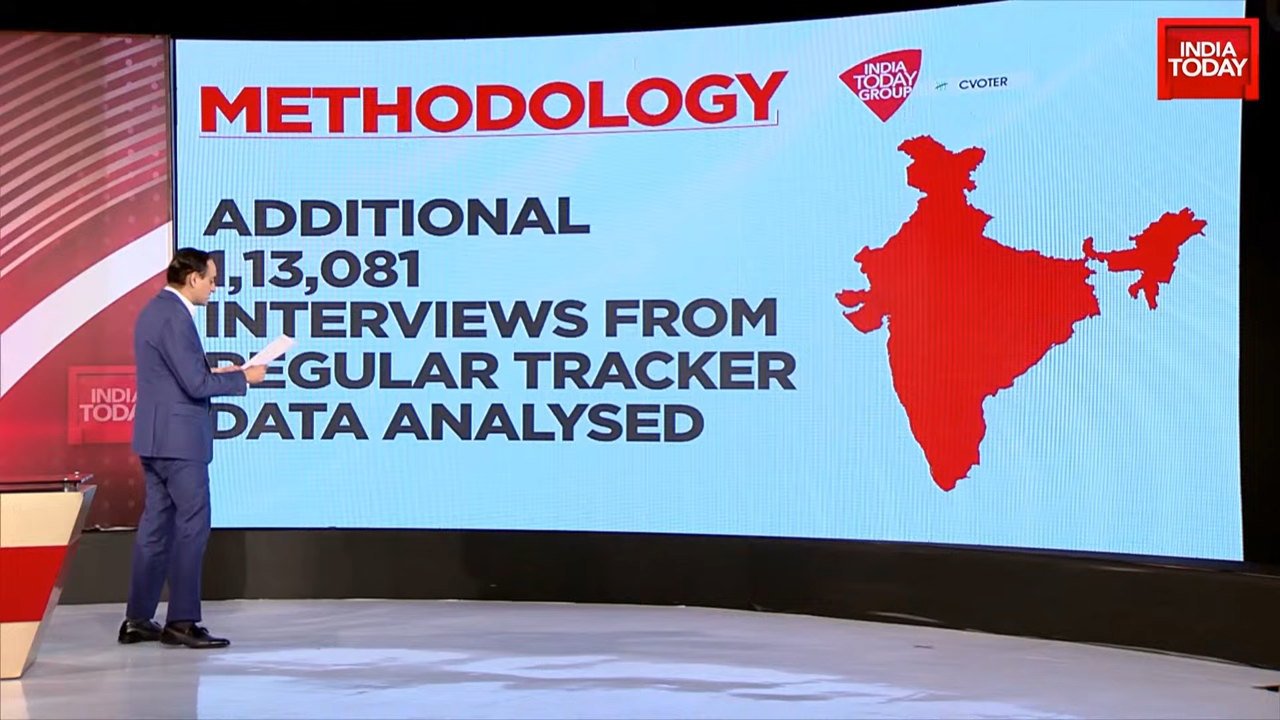 METHODOLOGY
INDIA
TODAY
GROUP
CVOTER
INDIA
TODAY
ADDITIONAL
1,13,081
INTERVIEWS FROM
REGULAR TRACKER
DATA ANALYSED
INDIA
TODAY